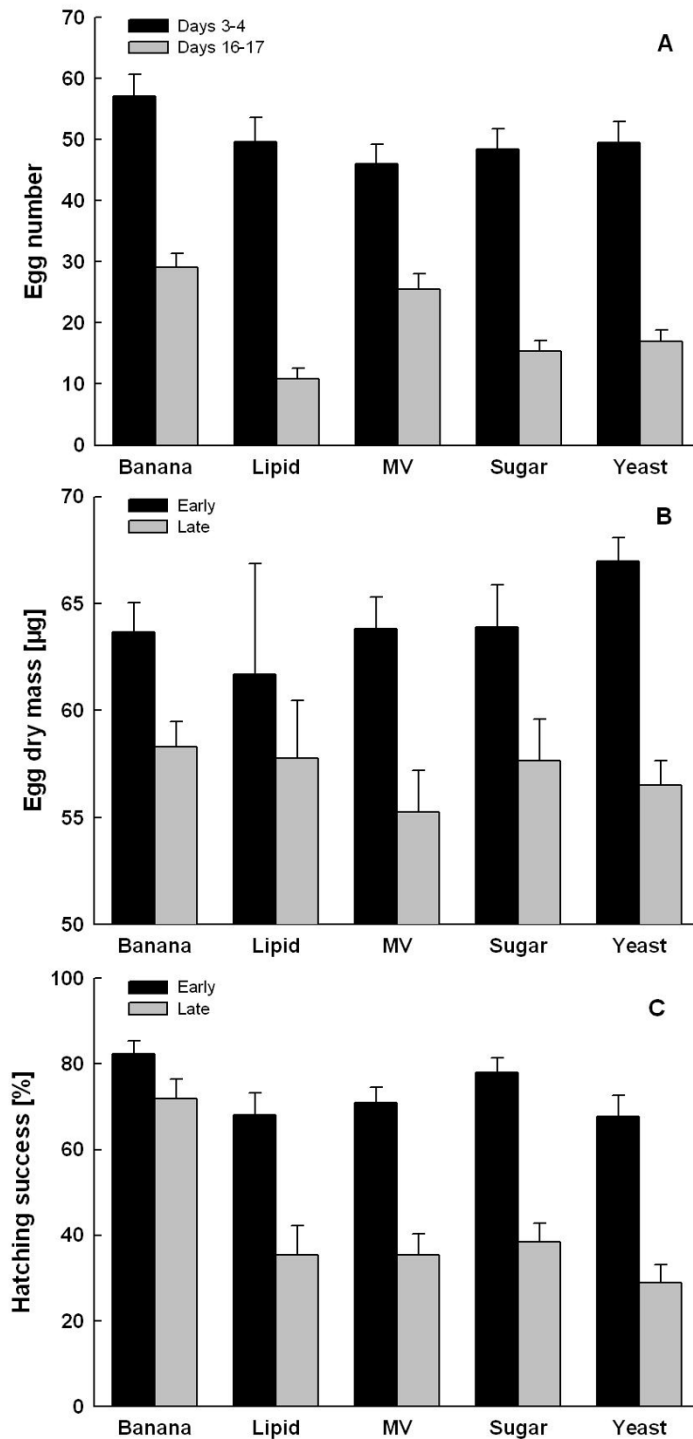 70
Days 3-4
Days 16-17
A
60
50
40
30
20
10
0
Egg number
Banana Lipid MV Sugar Yeast
70
Early
Late
B
65
60
55
50
Egg dry mass [µg]
Banana Lipid MV Sugar Yeast
100
Early
Late
C
80
60
40
20
0
Hatching success [%]
Banana Lipid MV Sugar Yeast